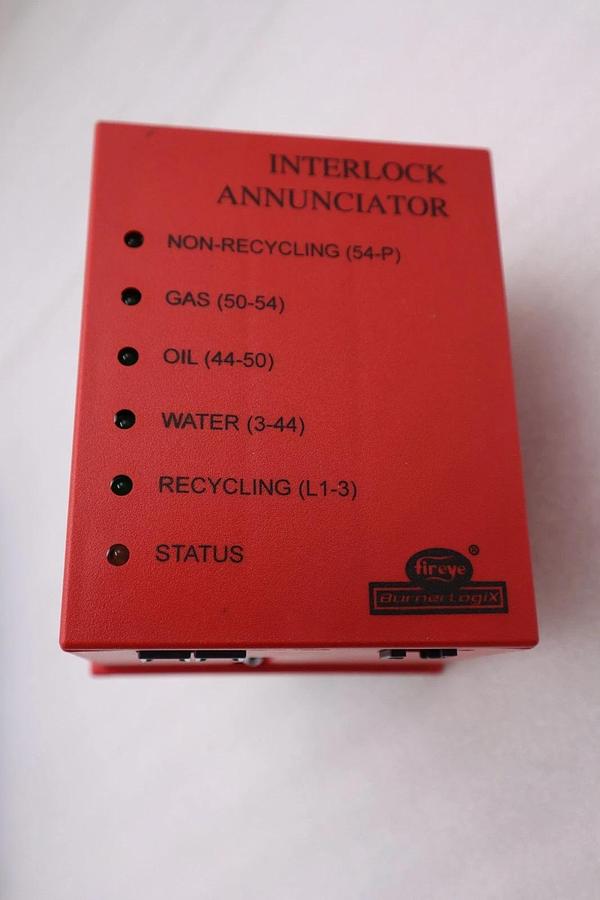 INTERLOCK
ANNUNCIATOR
NON-RECYCLING (54-P)
GAS (50-54)
OIL (44-50)
WATER (3-44)
RECYCLING (L1-3)
STATUS
fireye ®
BurnerLogiX